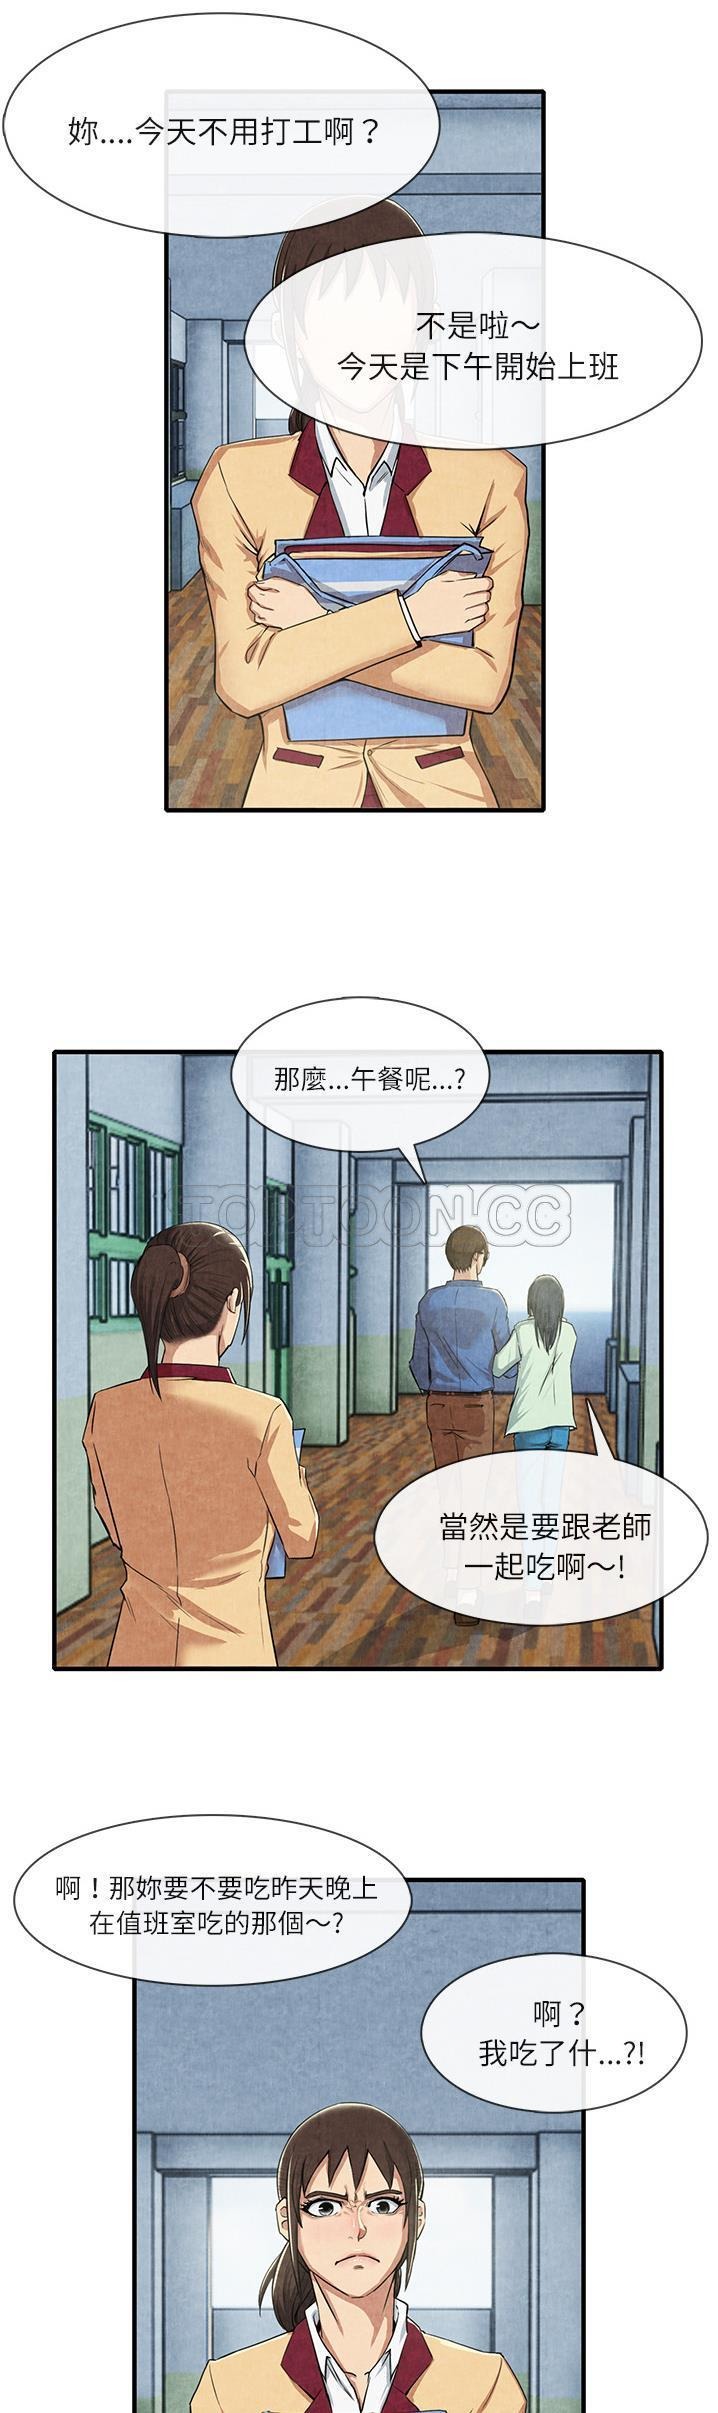 妳....今天不用打工啊？
不是啦～
今天是下午開始上班
那麼...午餐呢...?
TOPTOON.CC
當然是要跟老師
一起吃啊～!
啊！那妳要不要吃昨天晚上
在值班室吃的那個～?
啊？
我吃了什...?!